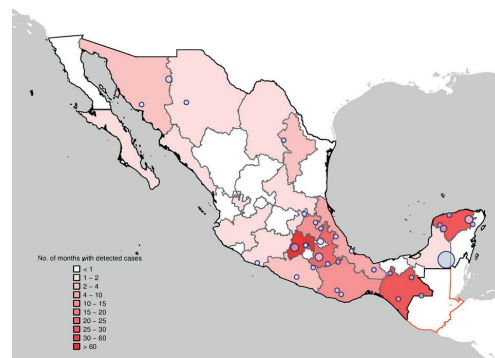 No. of months with detected cases
< 1
1 – 2
2 – 4
4 – 10
10 – 15
15 – 20
20 – 25
25 – 30
30 – 60
> 60